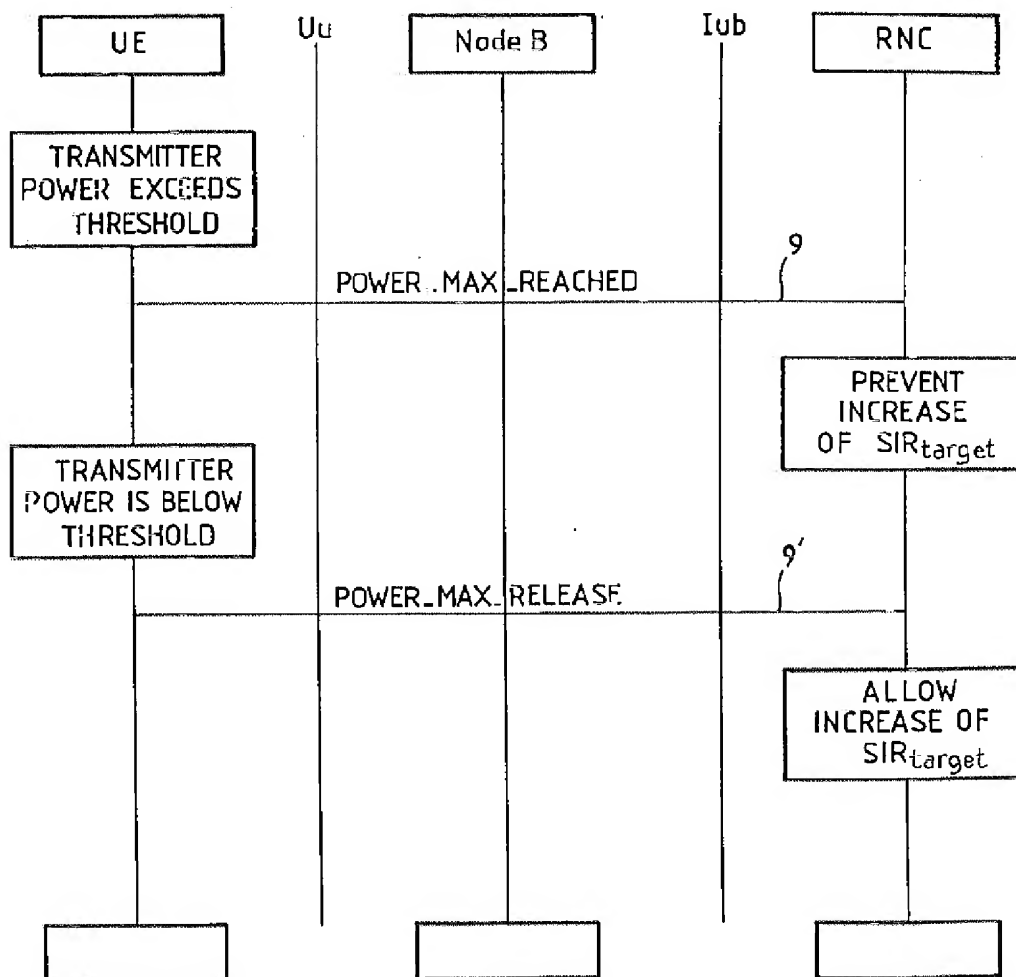 UE
Uu
Node B
Iub
RNC
TRANSMITTER
POWER EXCEEDS
THRESHOLD
9
POWER_MAX_REACHED
PREVENT
INCREASE
OF SIRtarget
TRANSMITTER
POWER IS BELOW
THRESHOLD
9'
POWER_MAX_RELEASE
ALLOW
INCREASE OF
SIRtarget